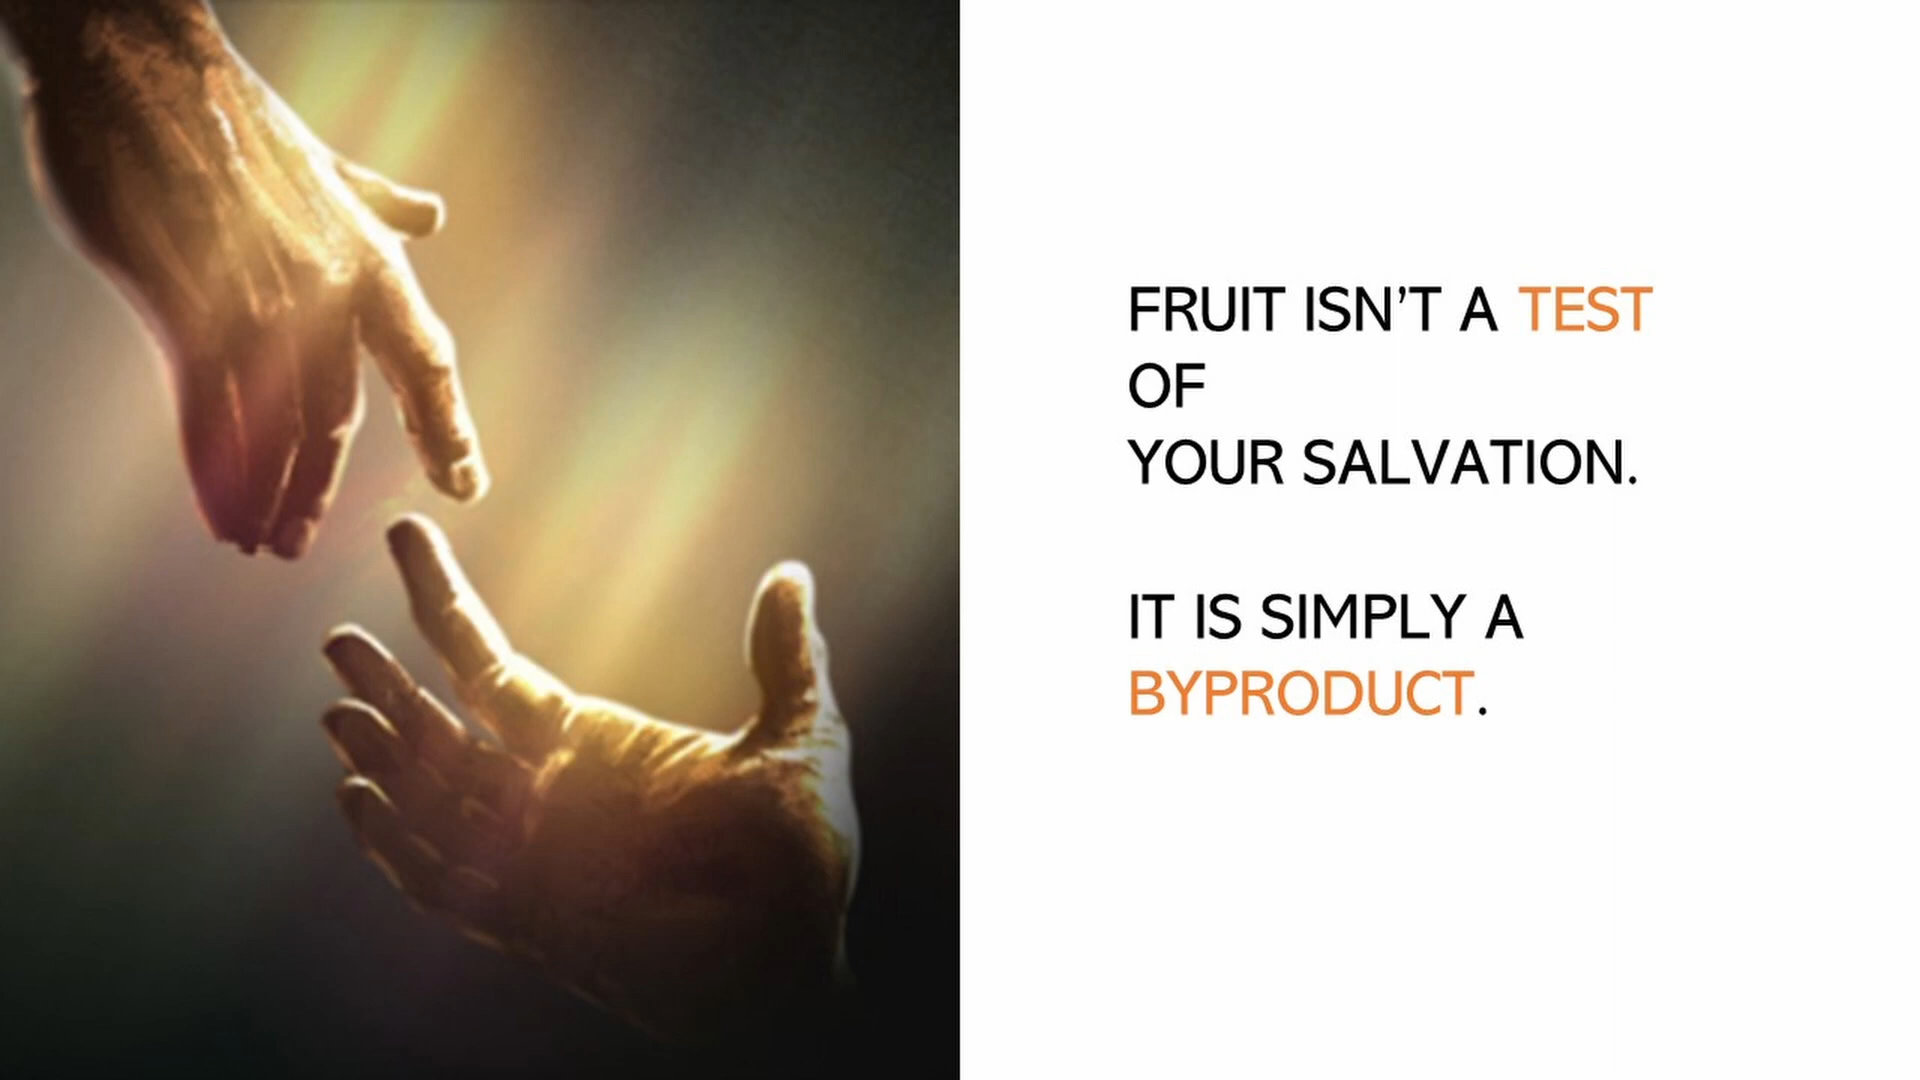 FRUIT ISN’T A TEST
OF
YOUR SALVATION.
IT IS SIMPLY A
BYPRODUCT.